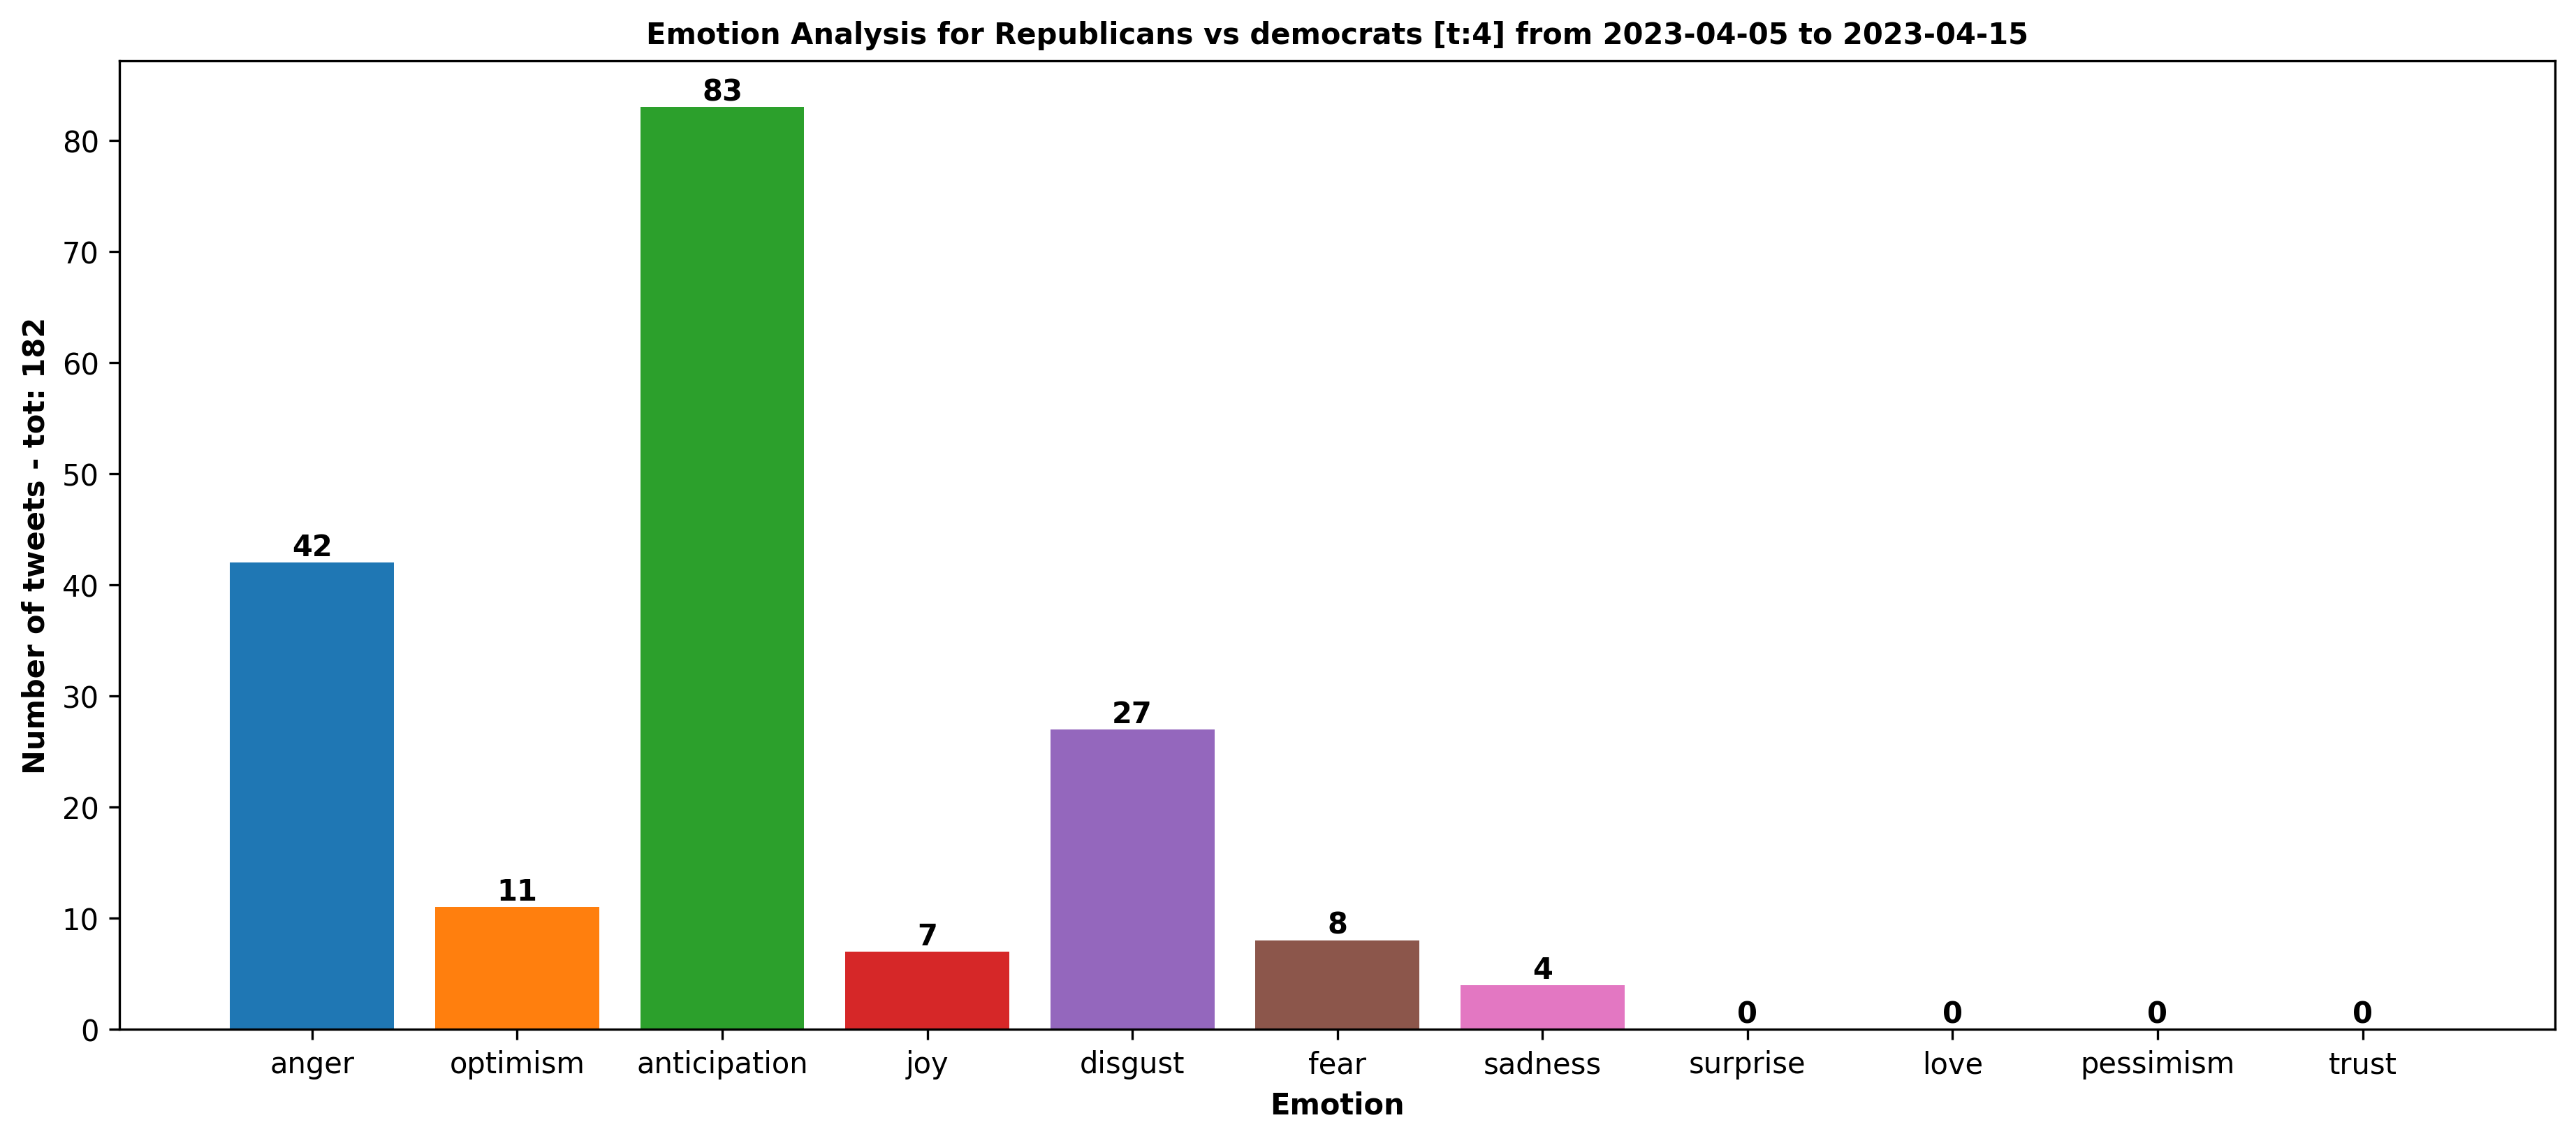 Emotion Analysis for Republicans vs democrats [t:4] from 2023-04-05 to 2023-04-15
Number of tweets - tot: 182
80
70
60
50
40
30
20
10
0
42
11
83
7
27
8
4
0
0
0
0
anger
optimism
anticipation
joy
disgust
fear
sadness
surprise
love
pessimism
trust
Emotion